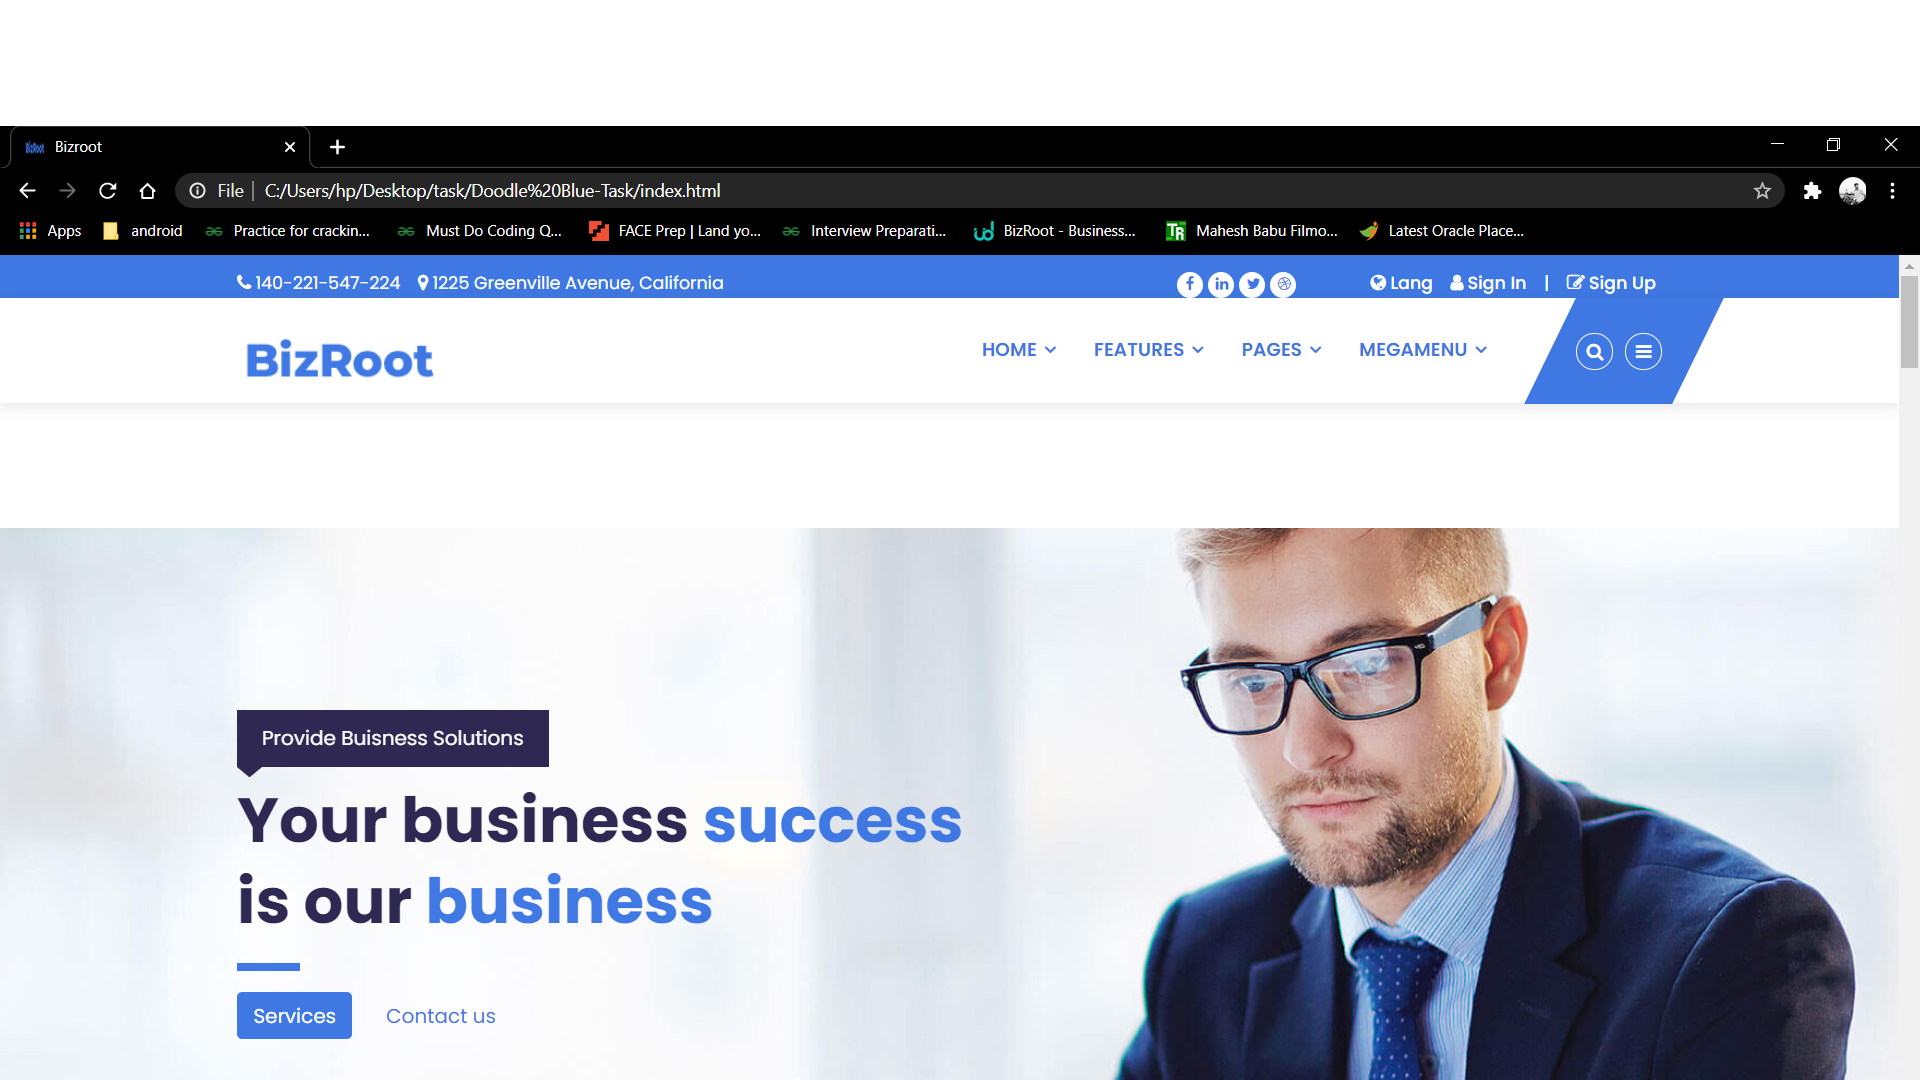 BizRoot Bizroot
File C:/Users/hp/Desktop/task/Doodle%20Blue-Task/index.html
Apps android Practice for crackin... Must Do Coding Q... FACE Prep | Land yo... Interview Preparati... BizRoot - Business... TR Mahesh Babu Filmo... Latest Oracle Place...
140-221-547-224 1225 Greenville Avenue, California Lang Sign In | Sign Up
BizRoot HOME FEATURES PAGES MEGAMENU
Provide Buisness Solutions
Your business success
is our business
Services Contact us